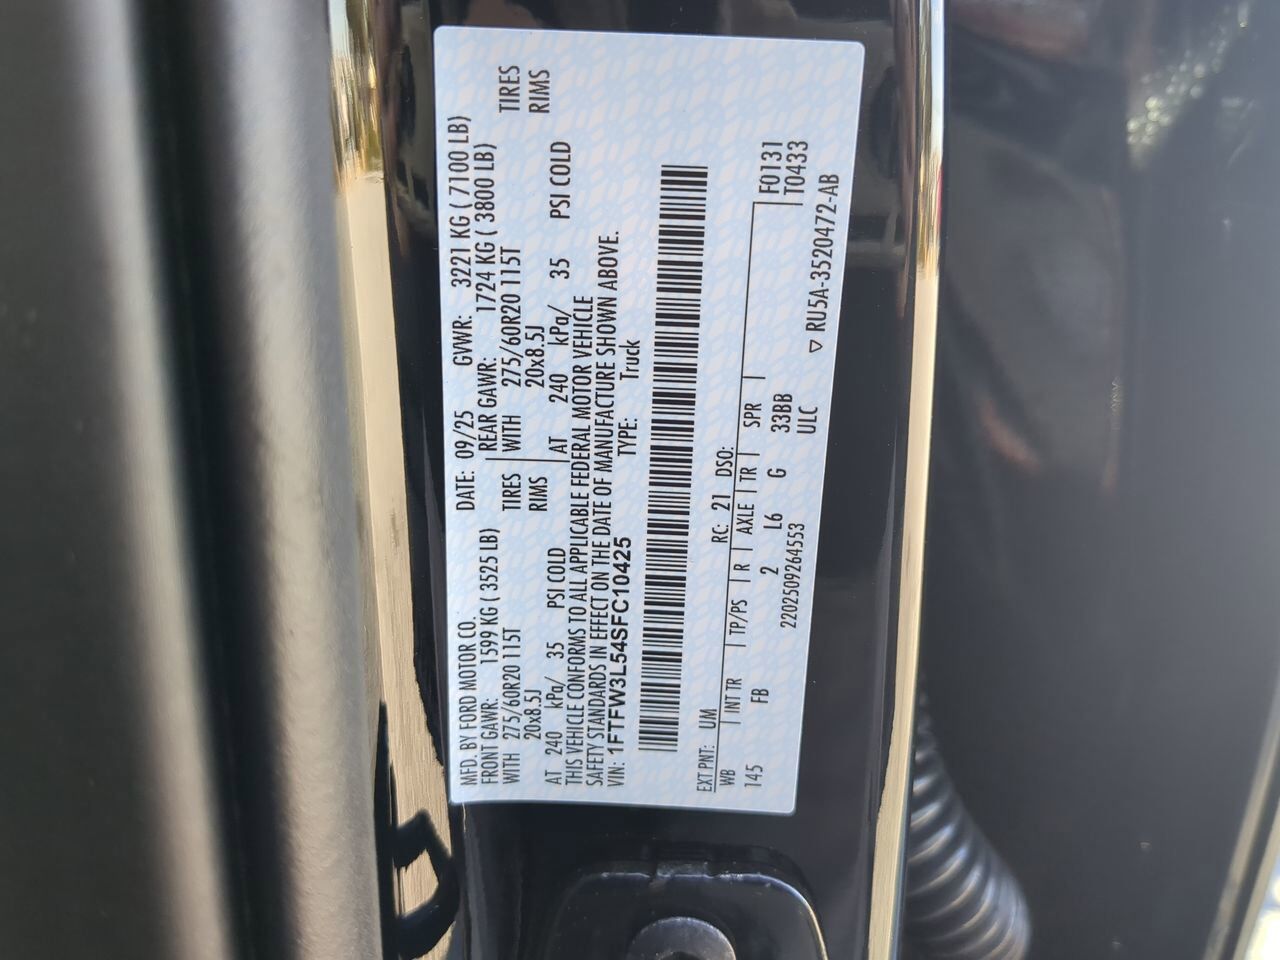 MFD. BY FORD MOTOR CO. DATE: 09/25 GVWR: 3221 KG ( 7100 LB)
FRONT GAWR: 1599 KG ( 3525 LB) REAR GAWR: 1724 KG ( 3800 LB)
WITH 275/60R20 115T TIRES WITH 275/60R20 115T TIRES
20x8.5J RIMS 20x8.5J RIMS
AT 240 kPa/ 35 PSI COLD AT 240 kPa/ 35 PSI COLD
THIS VEHICLE CONFORMS TO ALL APPLICABLE FEDERAL MOTOR VEHICLE
SAFETY STANDARDS IN EFFECT ON THE DATE OF MANUFACTURE SHOWN ABOVE.
VIN: 1FTFW3L54SFC10425 TYPE: Truck
EXT PNT: UM RC: 21 DSO:
WB INT TR TP/PS R AXLE TR SPR F0131
145 FB 2 L6 G 33BB T0433
2202509264553 ULC
▽ RU5A-3520472-AB